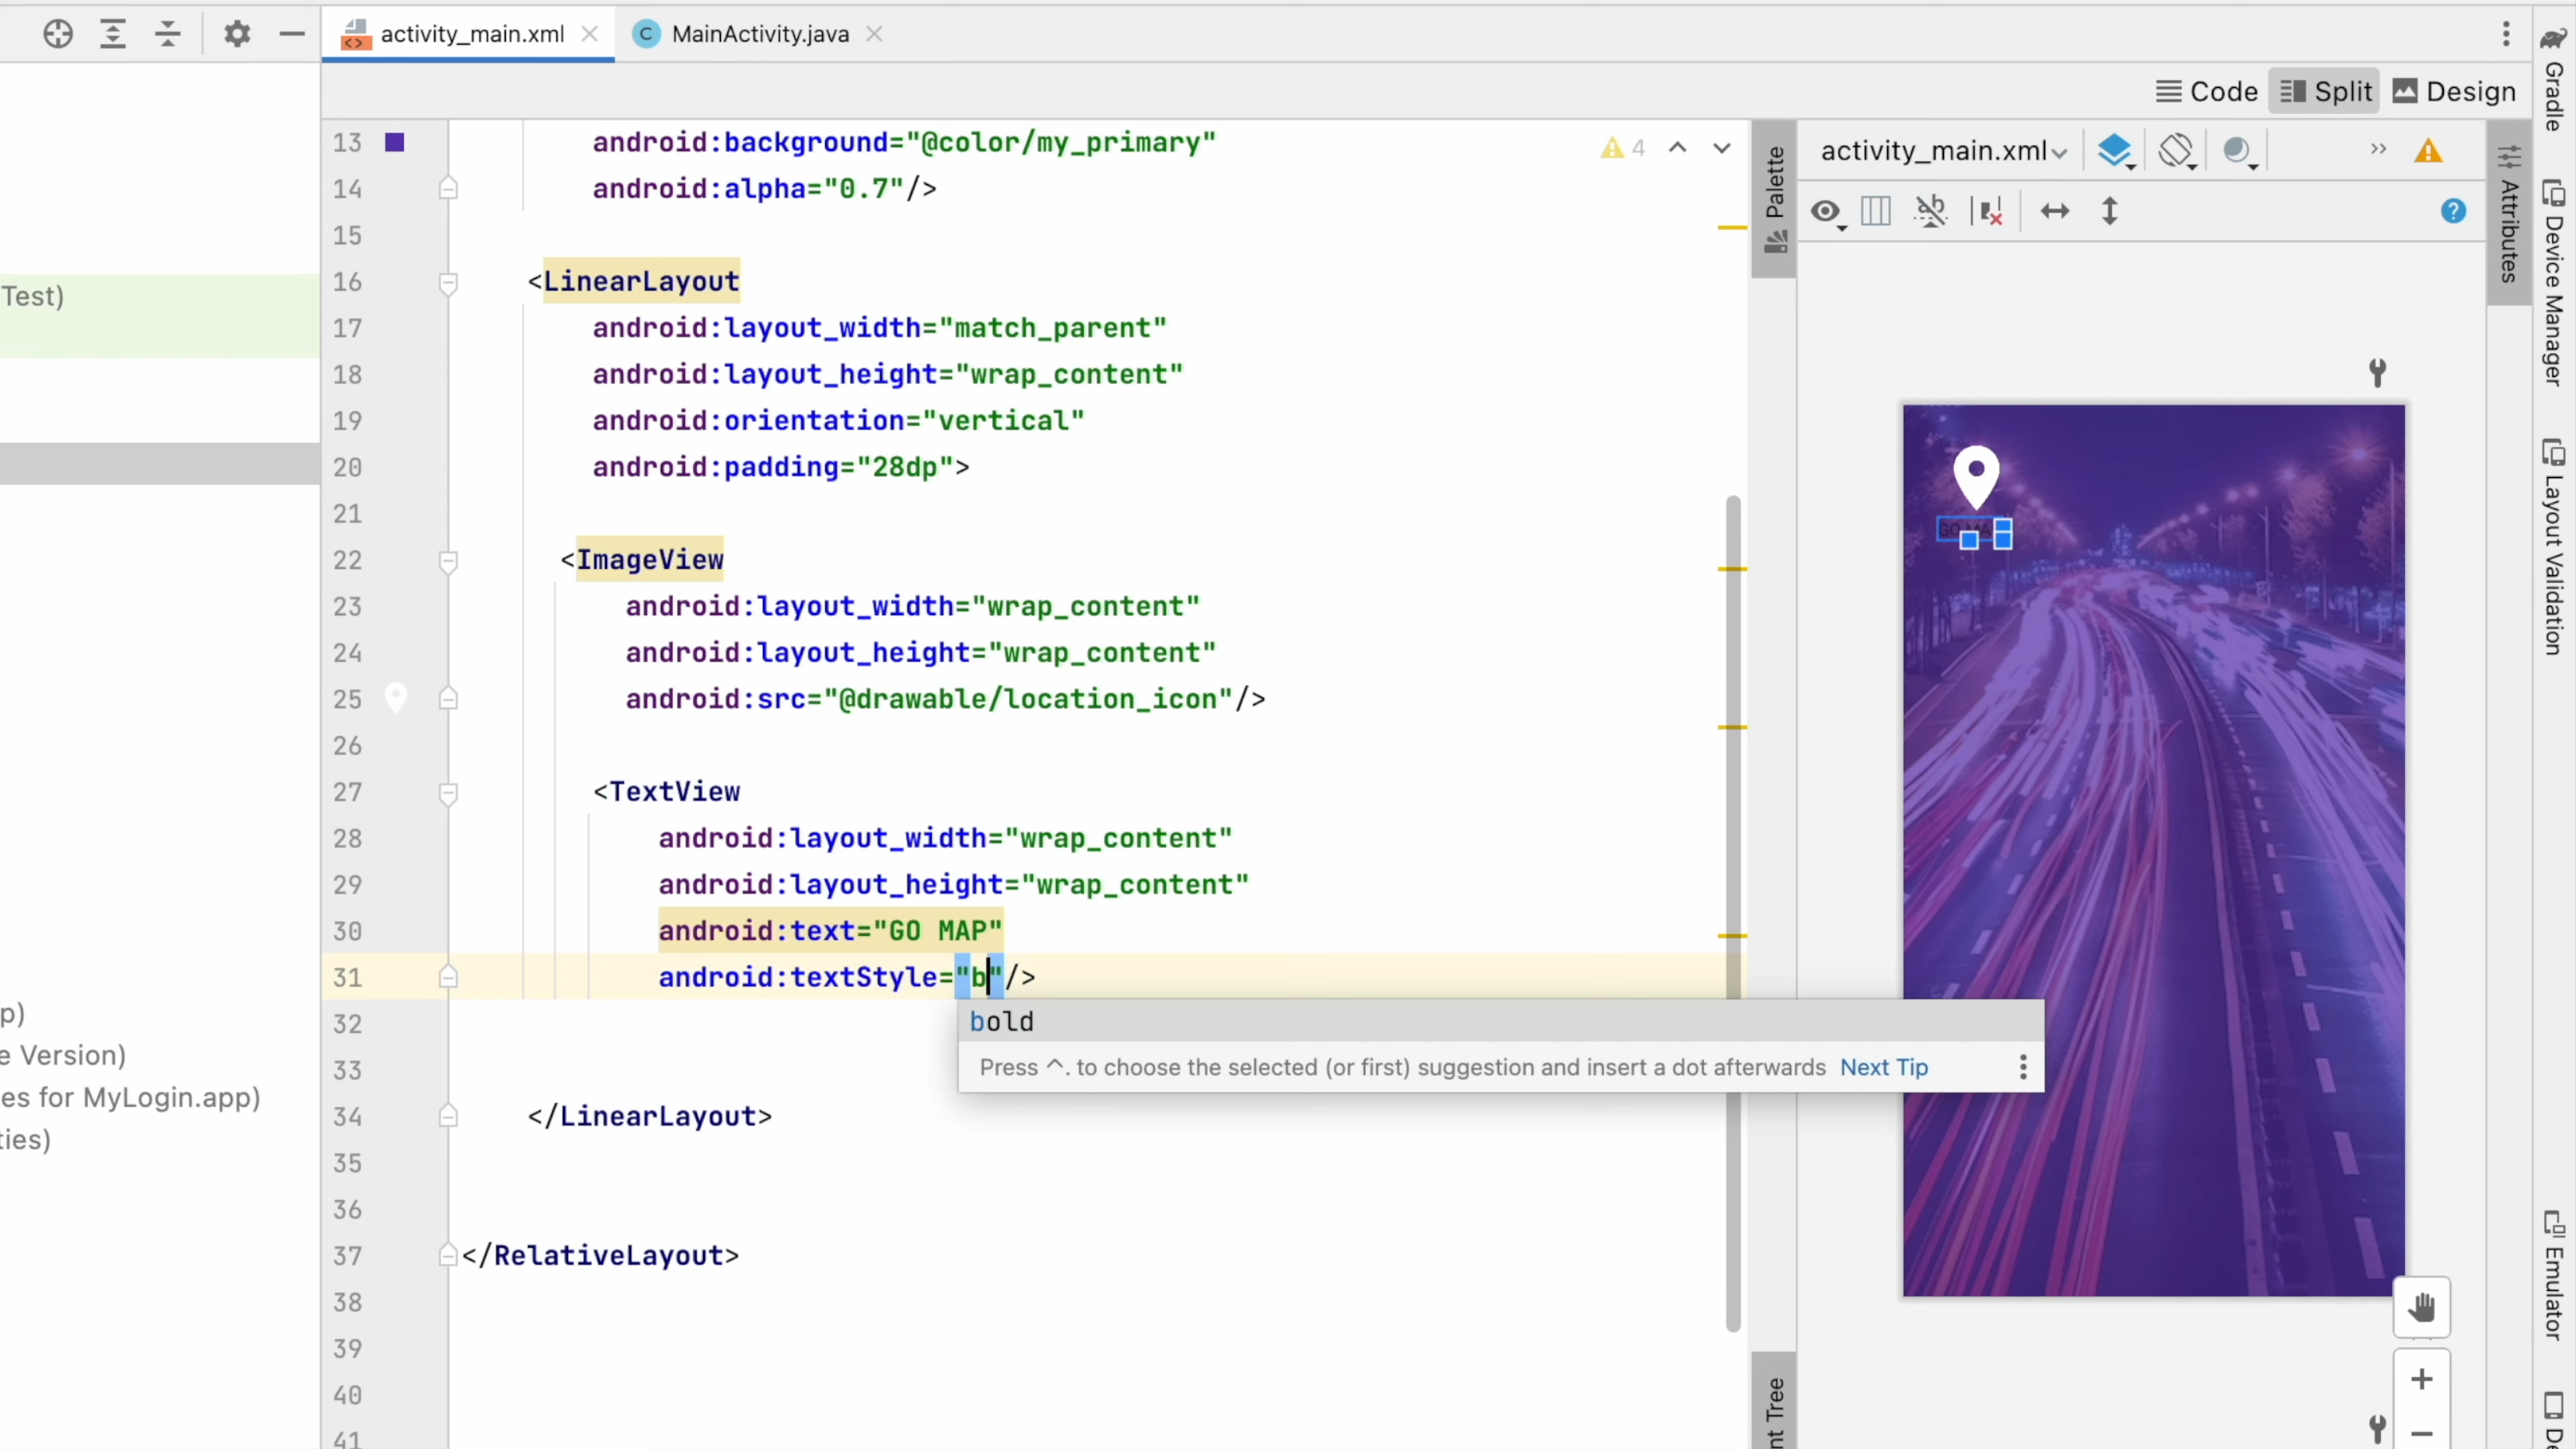 activity_main.xml
MainActivity.java
Code
Split
Design
Test)
p)
e Version)
es for MyLogin.app)
ties)
13 android:background="@color/my_primary"
14 android:alpha="0.7"/>
15
16 <LinearLayout
17 android:layout_width="match_parent"
18 android:layout_height="wrap_content"
19 android:orientation="vertical"
20 android:padding="28dp">
21
22 <ImageView
23 android:layout_width="wrap_content"
24 android:layout_height="wrap_content"
25 android:src="@drawable/location_icon"/>
26
27 <TextView
28 android:layout_width="wrap_content"
29 android:layout_height="wrap_content"
30 android:text="GO MAP"
31 android:textStyle="b"/>
32
33
34 </LinearLayout>
35
36
37 </RelativeLayout>
38
39
40
41
bold
Press ^. to choose the selected (or first) suggestion and insert a dot afterwards Next Tip
4
Palette
nt Tree
activity_main.xml
Attributes
Gradle
Device Manager
Layout Validation
Emulator